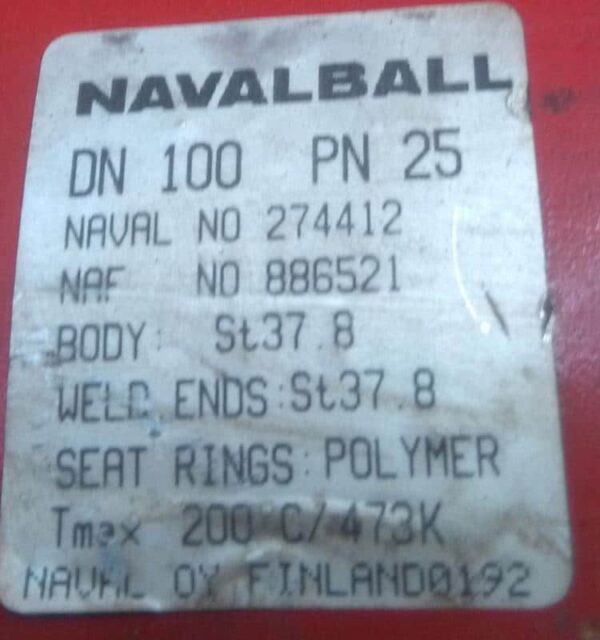 NAVALBALL
DN 100 PN 25
NAVAL NO 274412
NAF NO 886521
BODY: St37.8
WELD ENDS:St37.8
SEAT RINGS:POLYMER
Tmax 200°C/473K
NAVAL OY FINLAND0192